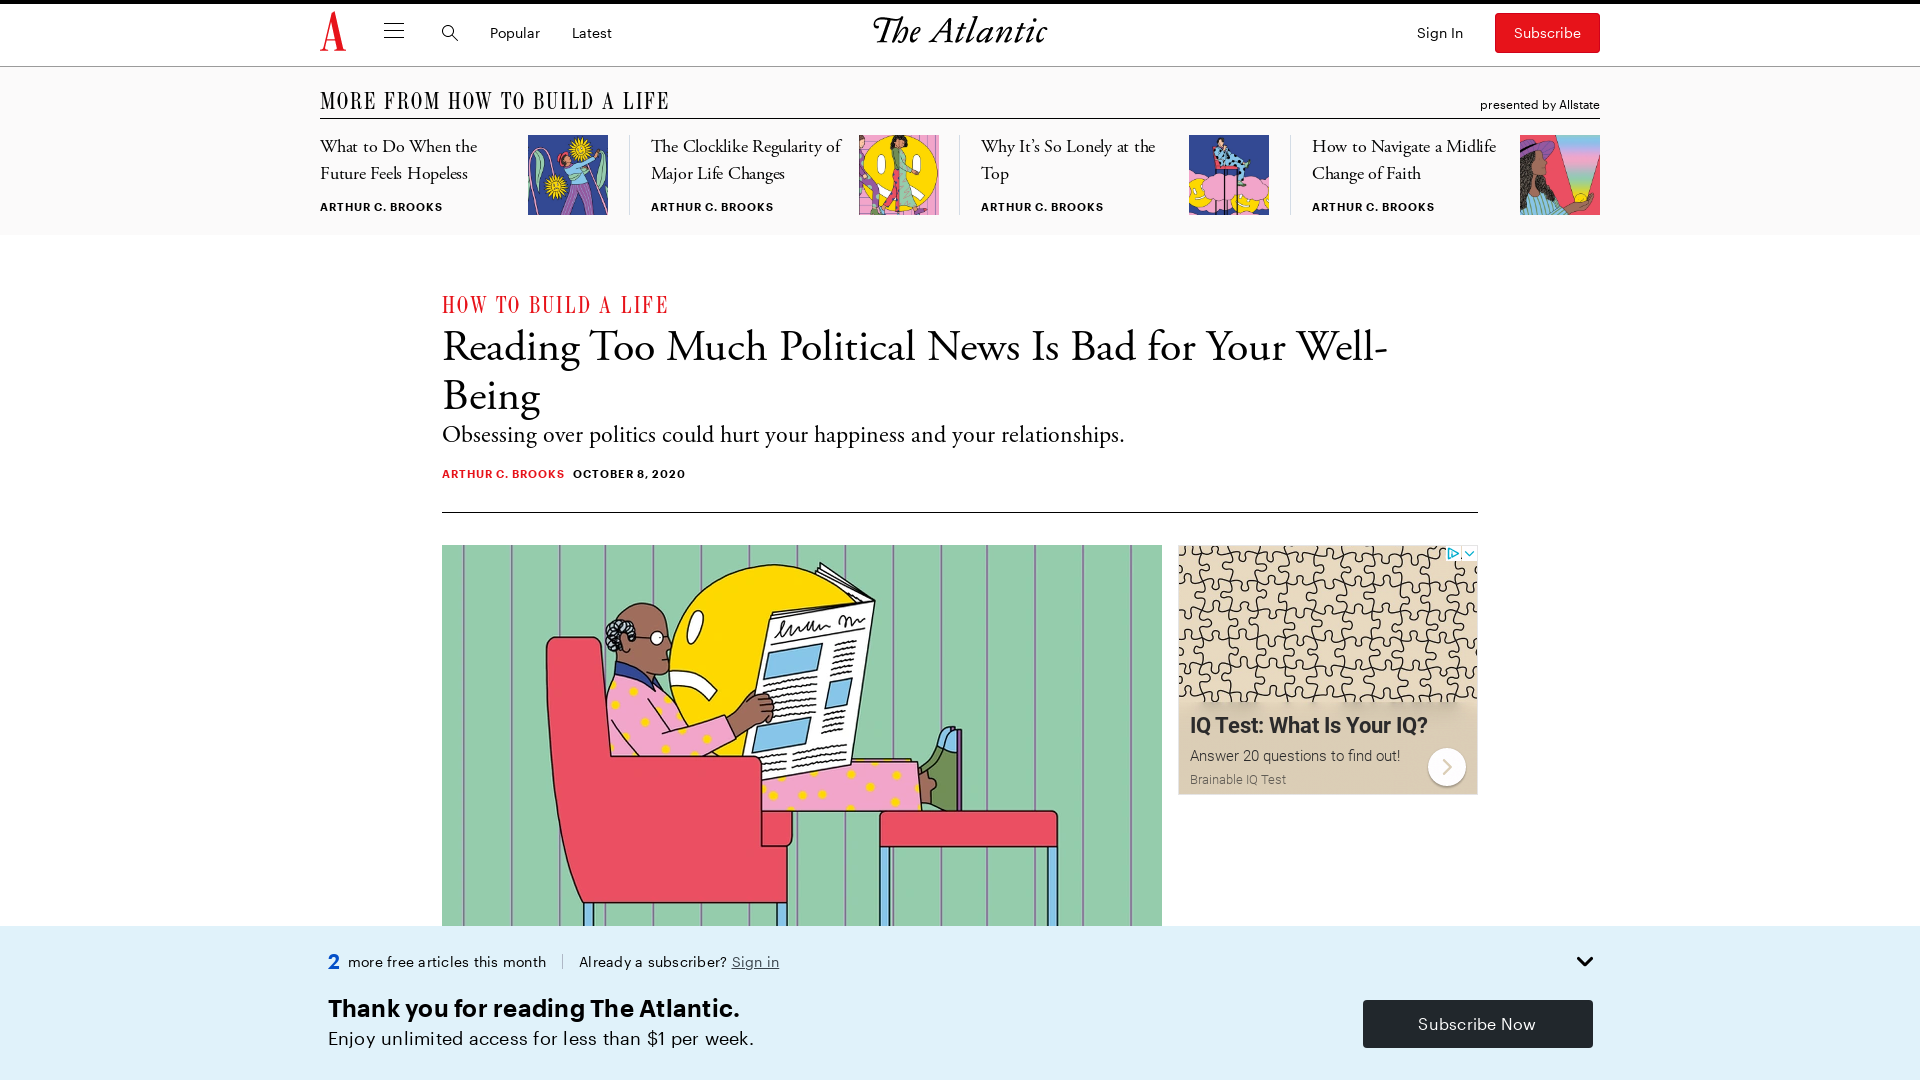 A
Popular
Latest
The Atlantic
Sign In
Subscribe
MORE FROM HOW TO BUILD A LIFE
presented by Allstate
What to Do When the
Future Feels Hopeless
ARTHUR C. BROOKS
The Clocklike Regularity of
Major Life Changes
ARTHUR C. BROOKS
Why It’s So Lonely at the
Top
ARTHUR C. BROOKS
How to Navigate a Midlife
Change of Faith
ARTHUR C. BROOKS
HOW TO BUILD A LIFE
Reading Too Much Political News Is Bad for Your Well-
Being
Obsessing over politics could hurt your happiness and your relationships.
ARTHUR C. BROOKS OCTOBER 8, 2020
IQ Test: What Is Your IQ?
Answer 20 questions to find out!
Brainable IQ Test
2 more free articles this month
Already a subscriber? Sign in
Thank you for reading The Atlantic.
Enjoy unlimited access for less than $1 per week.
Subscribe Now